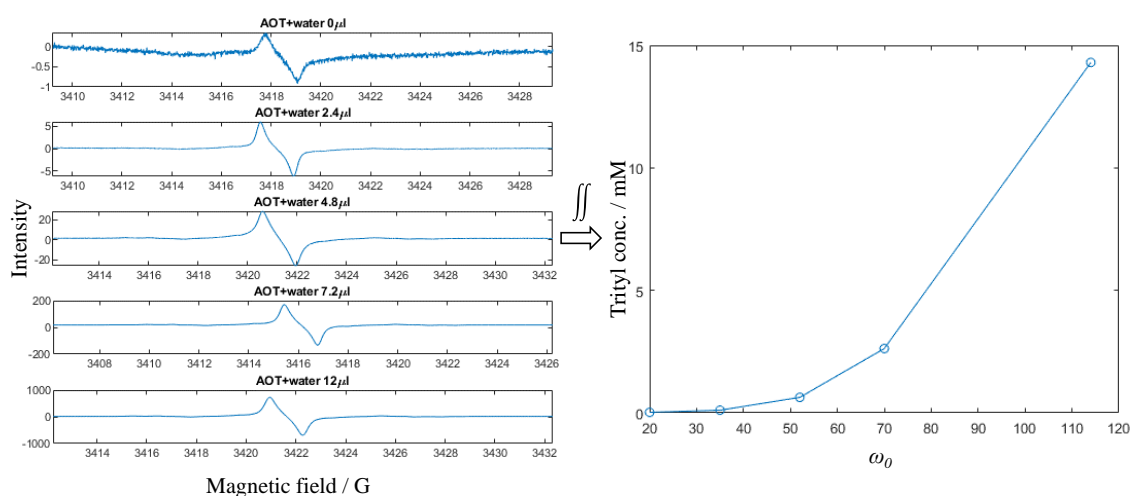 AOT+water 0μl
0
-0.5
-1
3410 3412 3414 3416 3418 3420 3422 3424 3426 3428
AOT+water 2.4μl
5
0
-5
3410 3412 3414 3416 3418 3420 3422 3424 3426 3428
AOT+water 4.8μl
20
0
-20
3414 3416 3418 3420 3422 3424 3426 3428 3430 3432
AOT+water 7.2μl
200
0
-200
3408 3410 3412 3414 3416 3418 3420 3422 3424 3426
AOT+water 12μl
1000
0
-1000
3414 3416 3418 3420 3422 3424 3426 3428 3430 3432
Intensity
Magnetic field / G
∬
Trityl conc. / mM
15
10
5
0
20 30 40 50 60 70 80 90 100 110 120
ω0